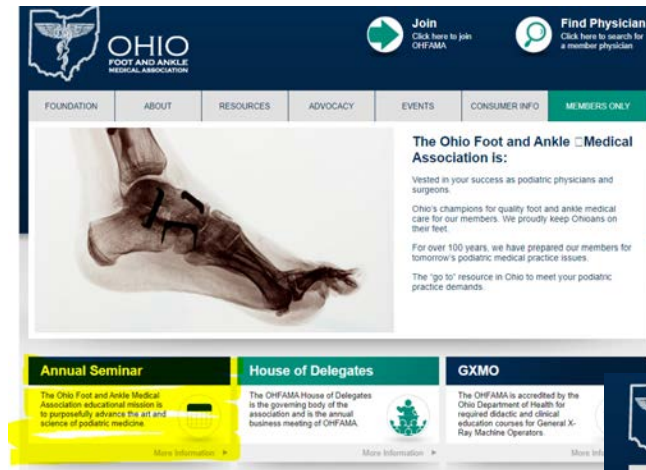 OHIO
FOOT AND ANKLE
MEDICAL ASSOCIATION
Join
Click here to join
OHFAMA
Find Physician
Click here to search for
a member physician
FOUNDATION
ABOUT
RESOURCES
ADVOCACY
EVENTS
CONSUMER INFO
MEMBERS ONLY
The Ohio Foot and Ankle □Medical
Association is:
Vested in your success as podiatric physicians and
surgeons.
Ohio's champions for quality foot and ankle medical
care for our members. We proudly keep Ohioans on
their feet.
For over 100 years, we have prepared our members for
tomorrow's podiatric medical practice issues.
The "go to" resource in Ohio to meet your podiatric
practice demands.
Annual Seminar
The Ohio Foot and Ankle Medical
Association educational mission is
to purposefully advance the art and
science of podiatric medicine.
More Information
House of Delegates
The OHFAMA House of Delegates
is the governing body of the
association and is the annual
business meeting of OHFAMA.
More Information
GXMO
The OHFAMA is accredited by the
Ohio Department of Health for
required didactic and clinical
education courses for General X-
Ray Machine Operators.
More